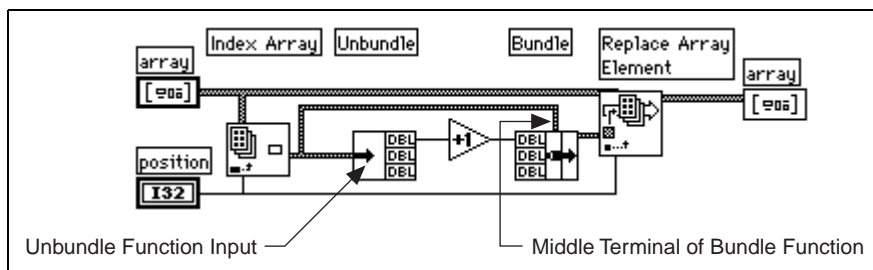 Index Array
Unbundle
Bundle
Replace Array
Element
array
array
position
I32
DBL
DBL
DBL
+1
DBL
DBL
DBL
Unbundle Function Input
Middle Terminal of Bundle Function